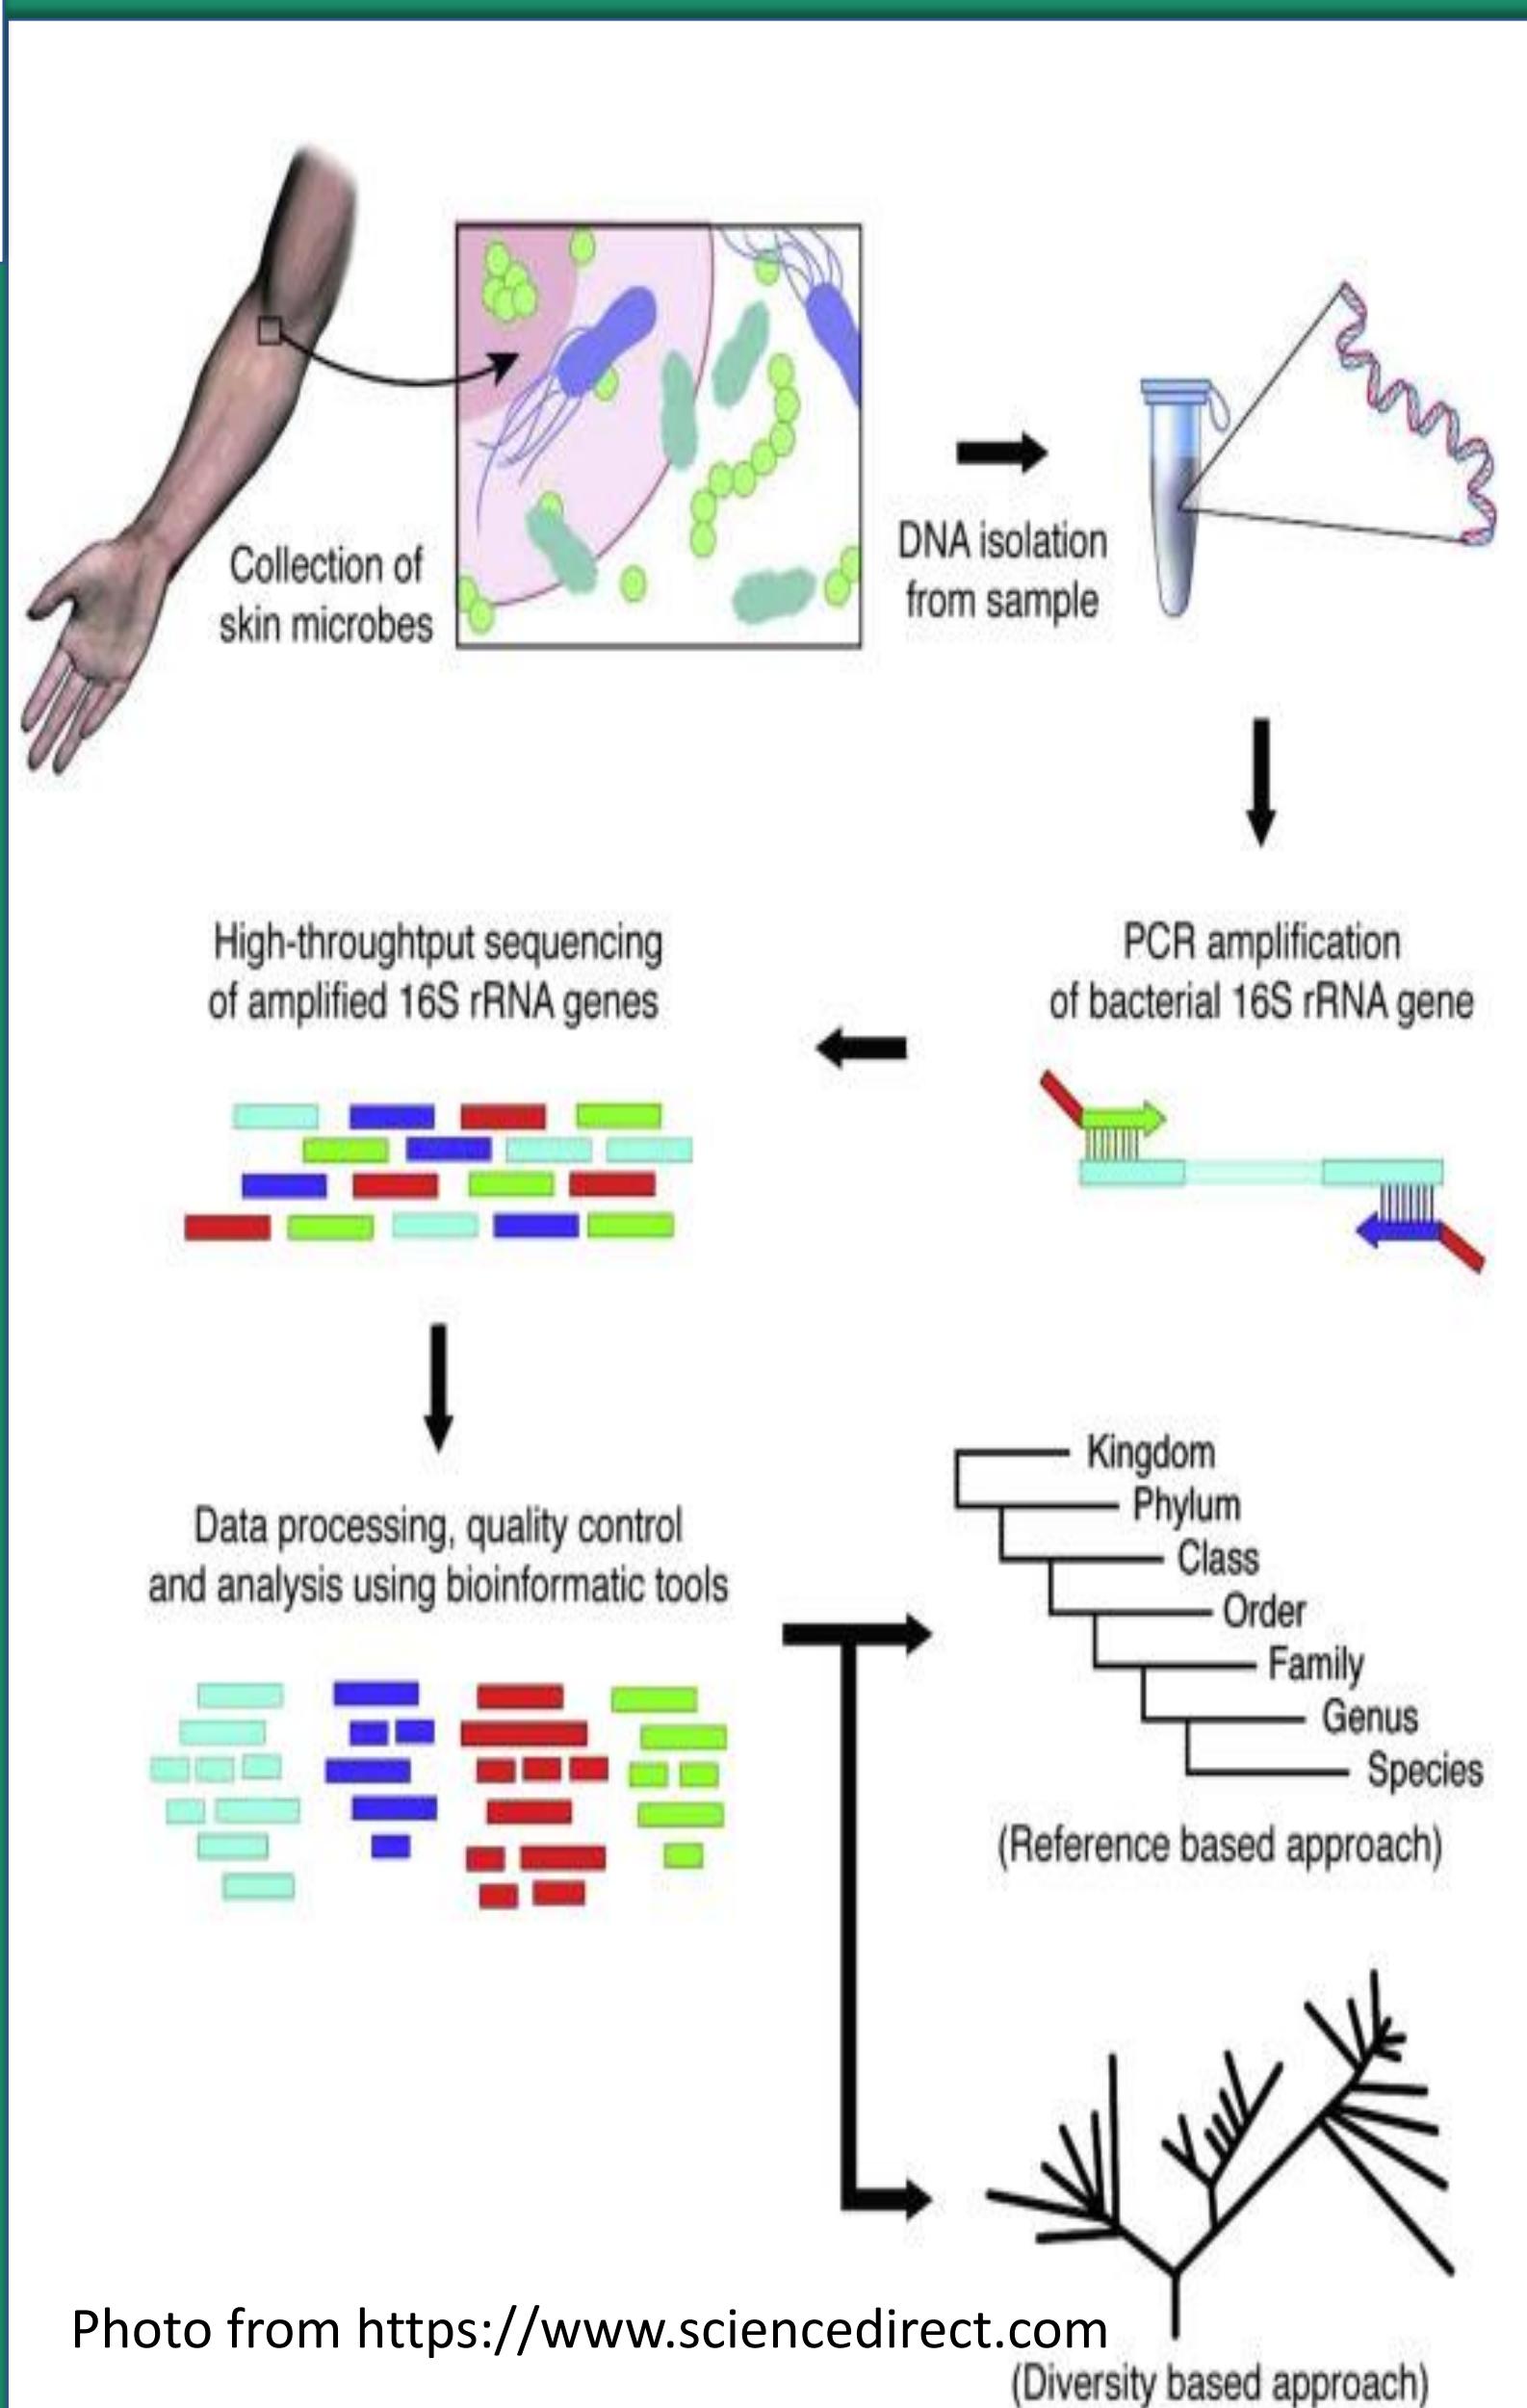 Collection of
skin microbes
DNA isolation
from sample
PCR amplification
of bacterial 16S rRNA gene
High-throughtput sequencing
of amplified 16S rRNA genes
Data processing, quality control
and analysis using bioinformatic tools
Kingdom
Phylum
Class
Order
Family
Genus
Species
(Reference based approach)
(Diversity based approach)
Photo from https://www.sciencedirect.com